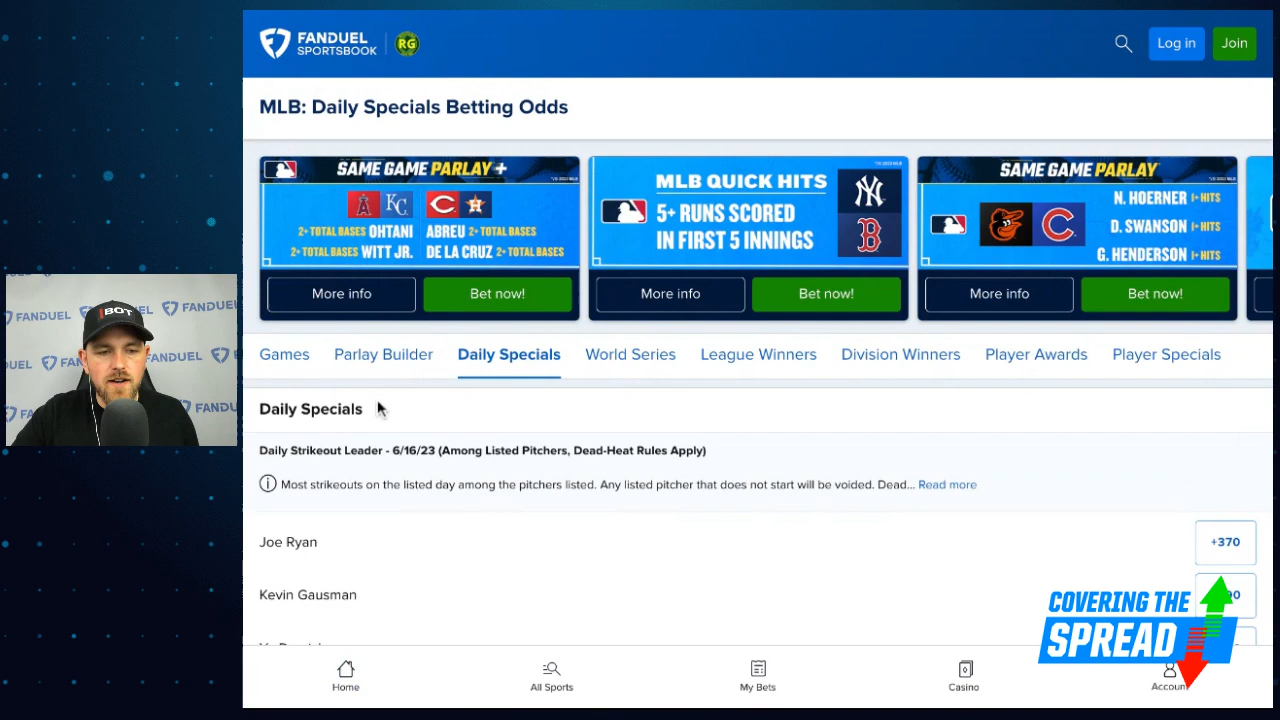 FANDUEL
SPORTSBOOK
RG
Log in
Join
MLB: Daily Specials Betting Odds
SAME GAME PARLAY+
2+ TOTAL BASES OHTANI
ABREU 2+ TOTAL BASES
2+ TOTAL BASES WITT JR.
DE LA CRUZ 2+ TOTAL BASES
More info
Bet now!
MLB QUICK HITS
5+ RUNS SCORED
IN FIRST 5 INNINGS
More info
Bet now!
SAME GAME PARLAY
N. HOERNER 1+ HITS
D. SWANSON 1+ HITS
G. HENDERSON 1+ HITS
More info
Bet now!
Games
Parlay Builder
Daily Specials
World Series
League Winners
Division Winners
Player Awards
Player Specials
Daily Specials
Daily Strikeout Leader - 6/16/23 (Among Listed Pitchers, Dead-Heat Rules Apply)
Most strikeouts on the listed day among the pitchers listed. Any listed pitcher that does not start will be voided. Dead... Read more
Joe Ryan
+370
Kevin Gausman
COVERING THE
SPREAD
Home
All Sports
My Bets
Casino
Account
FANDUEL
BOT